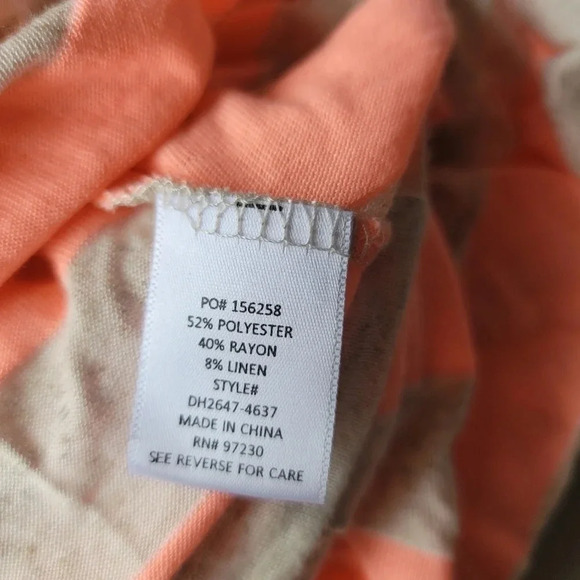 PO# 156258
52% POLYESTER
40% RAYON
8% LINEN
STYLE#
DH2647-4637
MADE IN CHINA
RN# 97230
SEE REVERSE FOR CARE